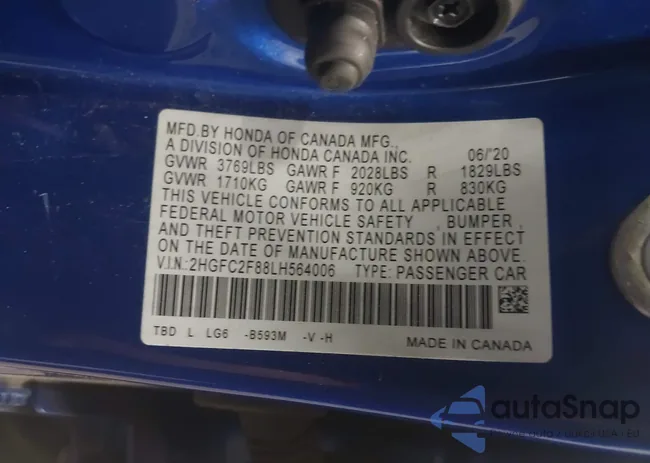 MFD.BY HONDA OF CANADA MFG.,
A DIVISION OF HONDA CANADA INC. 06/'20
GVWR 3769LBS GAWR F 2028LBS R 1829LBS
GVWR 1710KG GAWR F 920KG R 830KG
THIS VEHICLE CONFORMS TO ALL APPLICABLE
FEDERAL MOTOR VEHICLE SAFETY , BUMPER ,
AND THEFT PREVENTION STANDARDS IN EFFECT
ON THE DATE OF MANUFACTURE SHOWN ABOVE.
V.I.N.:2HGFC2F88LH564006 TYPE: PASSENGER CAR
TBD L LG6 -B593M -V -H MADE IN CANADA
autaSnap